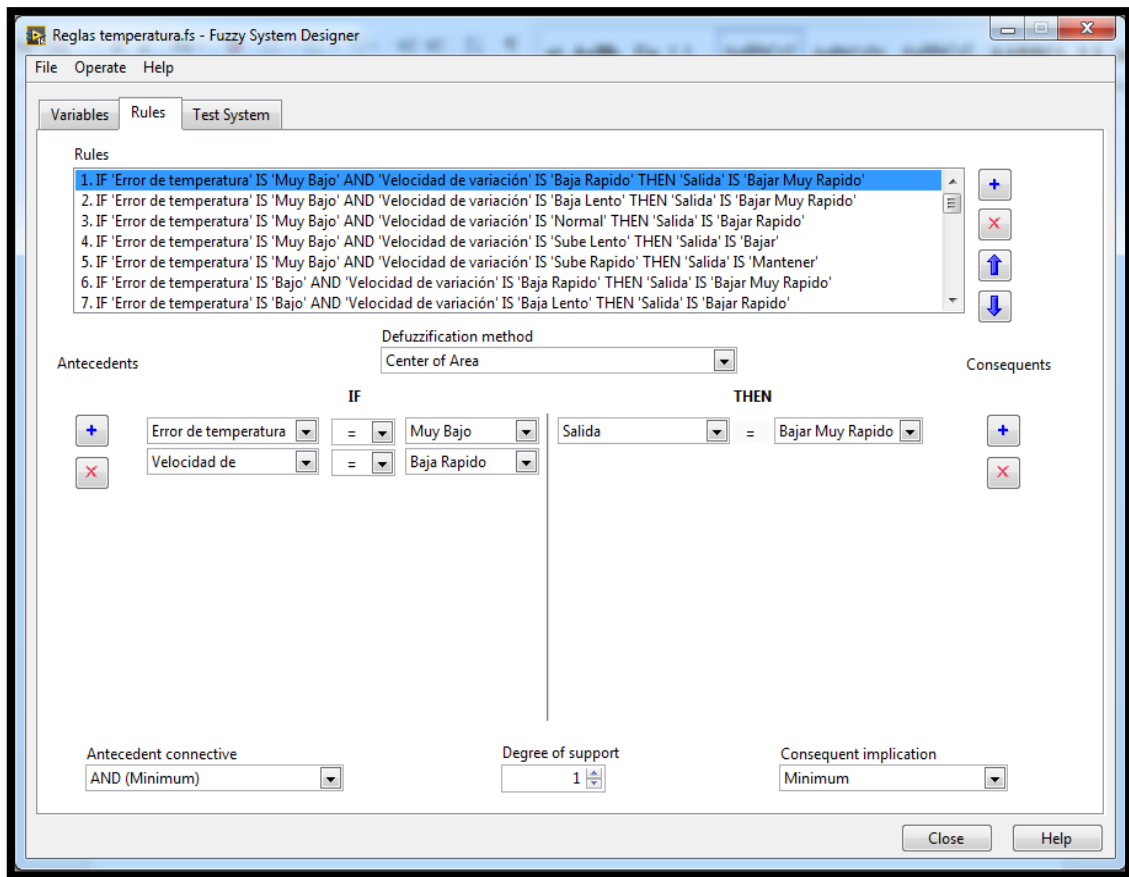 Reglas temperatura.fs - Fuzzy System Designer
File Operate Help
Variables Rules Test System
Rules
1. IF 'Error de temperatura' IS 'Muy Bajo' AND 'Velocidad de variación' IS 'Baja Rapido' THEN 'Salida' IS 'Bajar Muy Rapido'
2. IF 'Error de temperatura' IS 'Muy Bajo' AND 'Velocidad de variación' IS 'Baja Lento' THEN 'Salida' IS 'Bajar Muy Rapido'
3. IF 'Error de temperatura' IS 'Muy Bajo' AND 'Velocidad de variación' IS 'Normal' THEN 'Salida' IS 'Bajar Rapido'
4. IF 'Error de temperatura' IS 'Muy Bajo' AND 'Velocidad de variación' IS 'Sube Lento' THEN 'Salida' IS 'Bajar'
5. IF 'Error de temperatura' IS 'Muy Bajo' AND 'Velocidad de variación' IS 'Sube Rapido' THEN 'Salida' IS 'Mantener'
6. IF 'Error de temperatura' IS 'Bajo' AND 'Velocidad de variación' IS 'Baja Rapido' THEN 'Salida' IS 'Bajar Muy Rapido'
7. IF 'Error de temperatura' IS 'Bajo' AND 'Velocidad de variación' IS 'Baja Lento' THEN 'Salida' IS 'Bajar Rapido'
Defuzzification method
Center of Area
Antecedents
Consequents
IF THEN
Error de temperatura = Muy Bajo Salida = Bajar Muy Rapido
Velocidad de = Baja Rapido
Antecedent connective Degree of support Consequent implication
AND (Minimum) 1 Minimum
Close Help